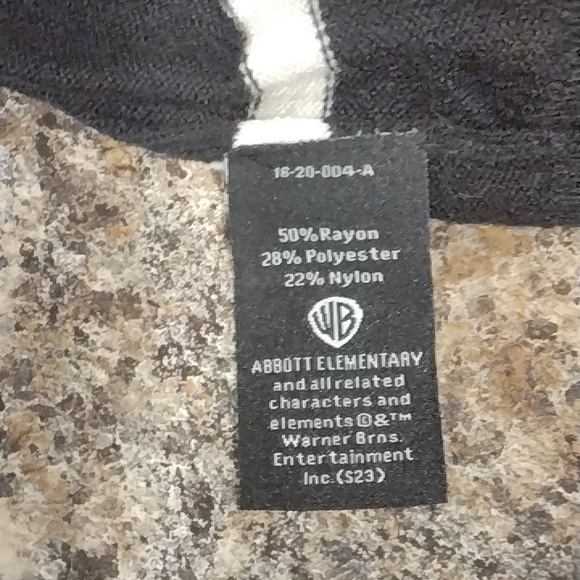 16-20-004-A
50%Rayon
28% Polyester
22% Nylon
WB
ABBOTT ELEMENTARY
and all related
characters and
elements©&™
Warner Bros.
Entertainment
Inc.(S23)